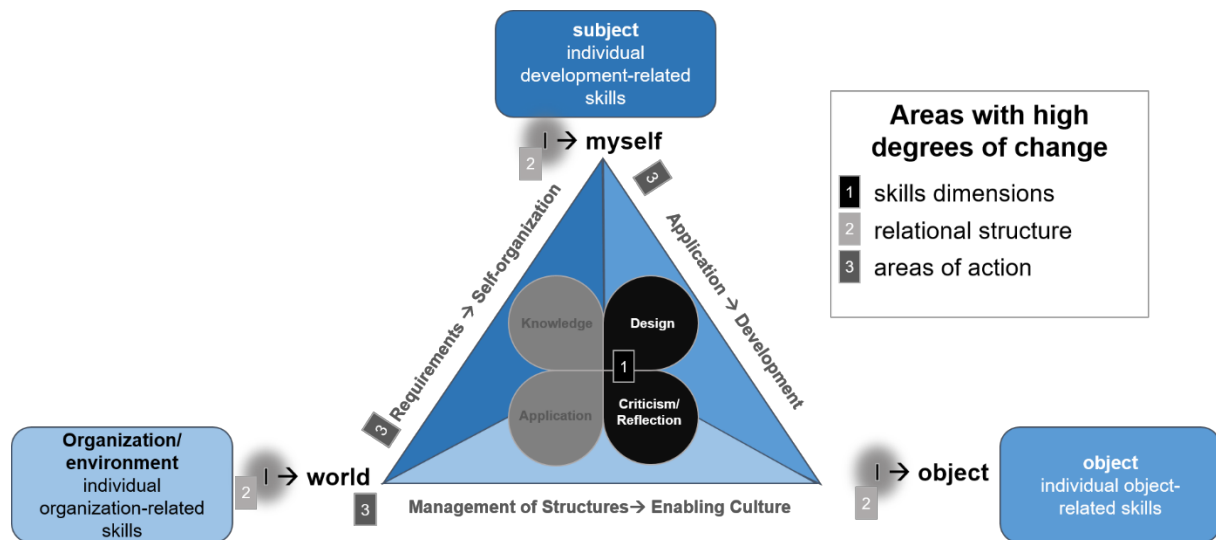 subject
individual
development-related
skills
I → myself
2
3
Areas with high
degrees of change
1 skills dimensions
2 relational structure
3 areas of action
Requirements → Self-organization
3
Application → Development
Knowledge
Design
1
Application
Criticism/
Reflection
Organization/
environment
individual
organization-related
skills
I → world
2
3
Management of Structures→ Enabling Culture
I → object
2
object
individual object-
related skills